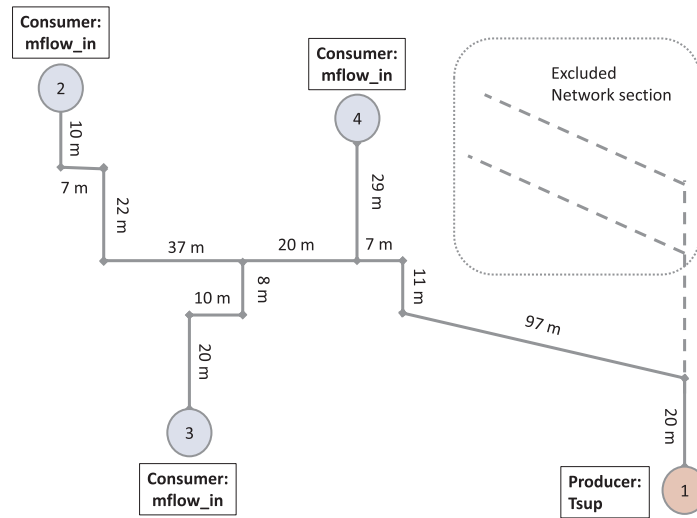 Consumer:
mflow_in
2
10 m
7 m
22 m
37 m
20 m
7 m
Consumer:
mflow_in
4
29 m
Excluded
Network section
11 m
97 m
8 m
10 m
20 m
3
Consumer:
mflow_in
20 m
Producer:
Tsup
1